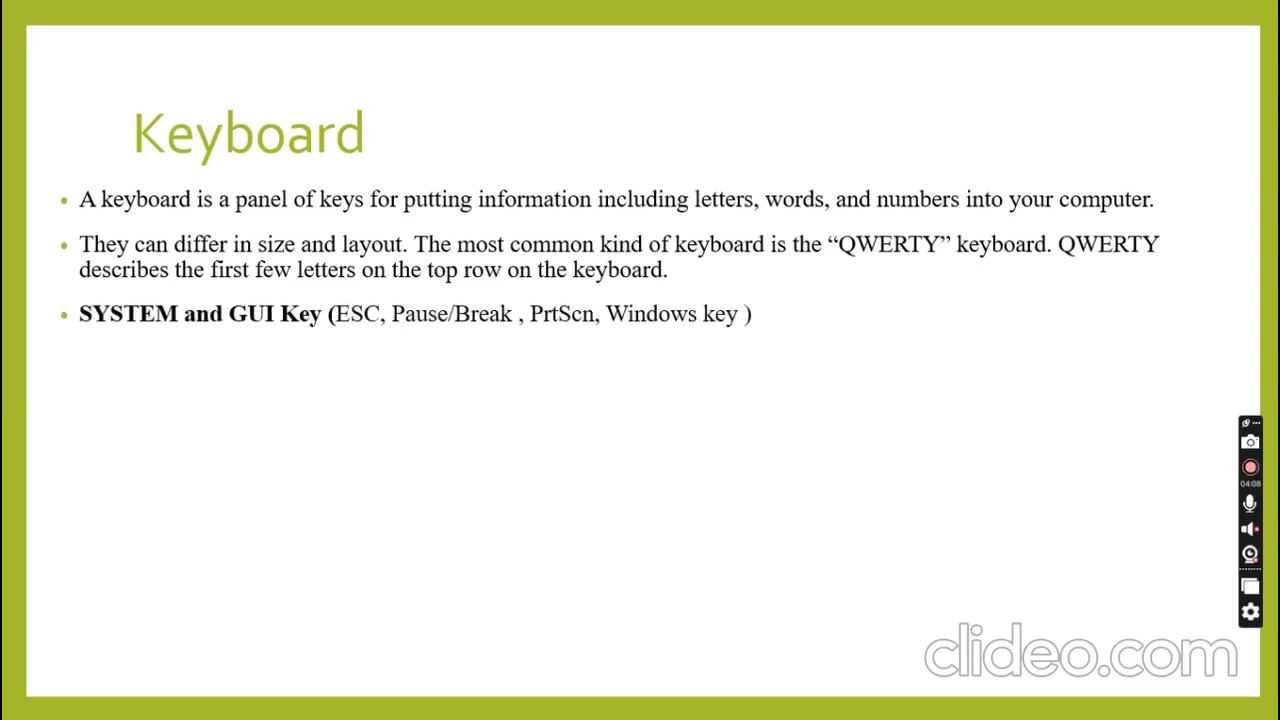 Keyboard
• A keyboard is a panel of keys for putting information including letters, words, and numbers into your computer.
• They can differ in size and layout. The most common kind of keyboard is the “QWERTY” keyboard. QWERTY
describes the first few letters on the top row on the keyboard.
• SYSTEM and GUI Key (ESC, Pause/Break , PrtScn, Windows key )
04:08
clideo.com